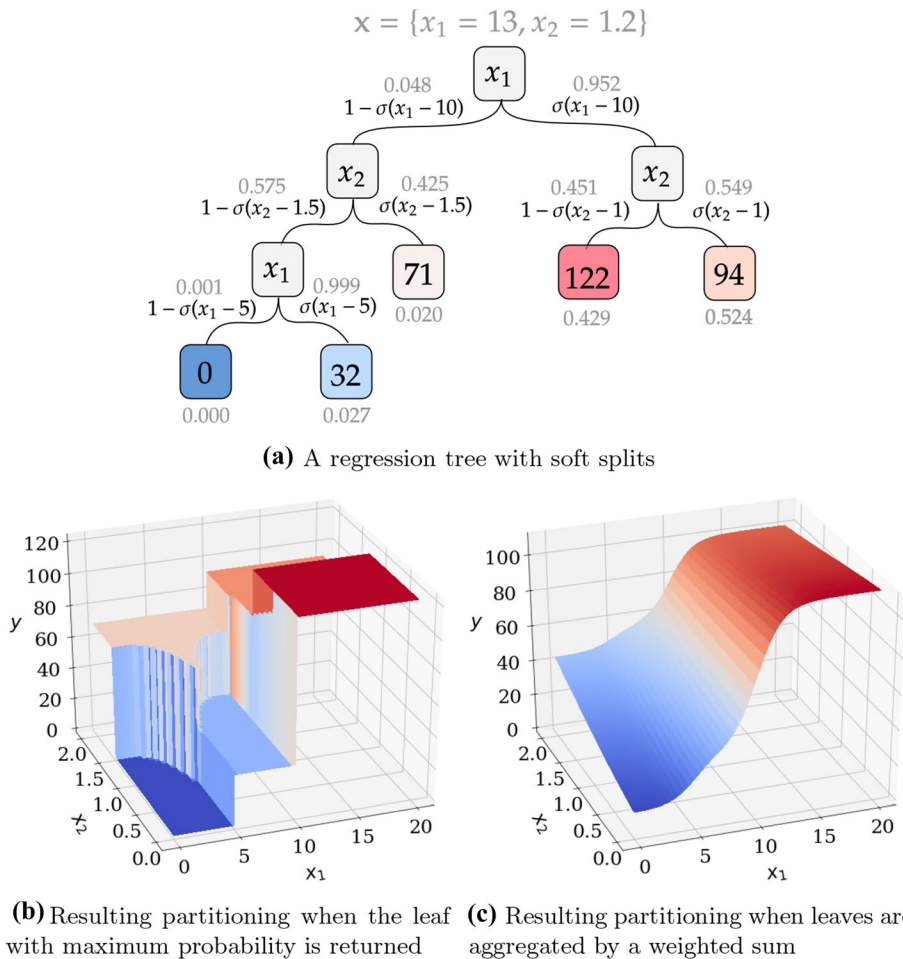 x = {x₁ = 13, x₂ = 1.2}
x₁
0.048
0.952
1 − σ(x₁ − 10)
σ(x₁ − 10)
x₂
x₂
0.575
0.425
0.451
0.549
1 − σ(x₂ − 1.5)
σ(x₂ − 1.5)
1 − σ(x₂ − 1)
σ(x₂ − 1)
x₁
71
122
94
0.001
0.999
1 − σ(x₁ − 5)
σ(x₁ − 5)
0.020
0.429
0.524
0
32
0.000
0.027
(a) A regression tree with soft splits
120
100
80
60
40
20
0
y
2.0
1.5
1.0
0.5
0.0
x₂
0
5
10
15
20
x₁
100
80
60
40
20
0
y
2.0
1.5
1.0
0.5
0.0
x₂
0
5
10
15
20
x₁
(b) Resulting partitioning when the leaf
with maximum probability is returned
(c) Resulting partitioning when leaves are
aggregated by a weighted sum